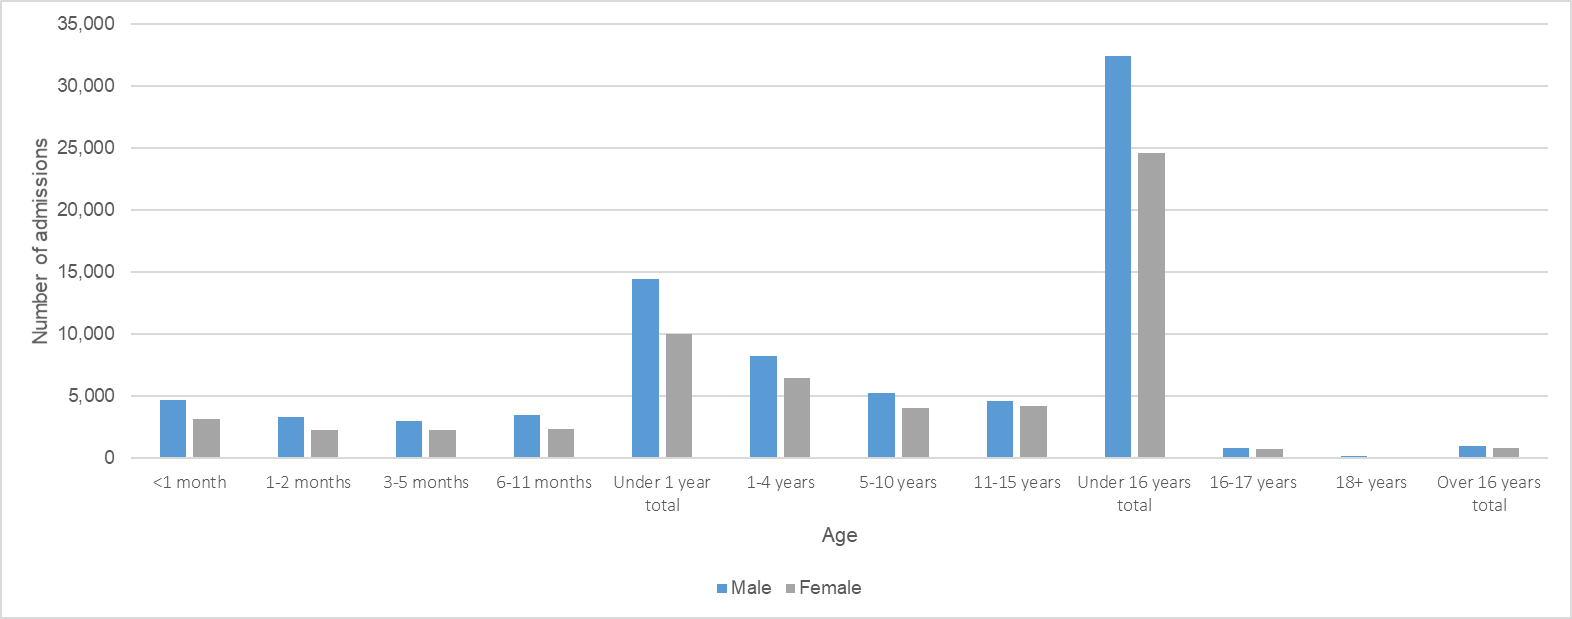 35,000
30,000
25,000
20,000
15,000
10,000
5,000
0
Number of admissions
<1 month
1-2 months
3-5 months
6-11 months
Under 1 year
total
1-4 years
5-10 years
11-15 years
Under 16 years
total
16-17 years
18+ years
Over 16 years
total
Age
Male
Female